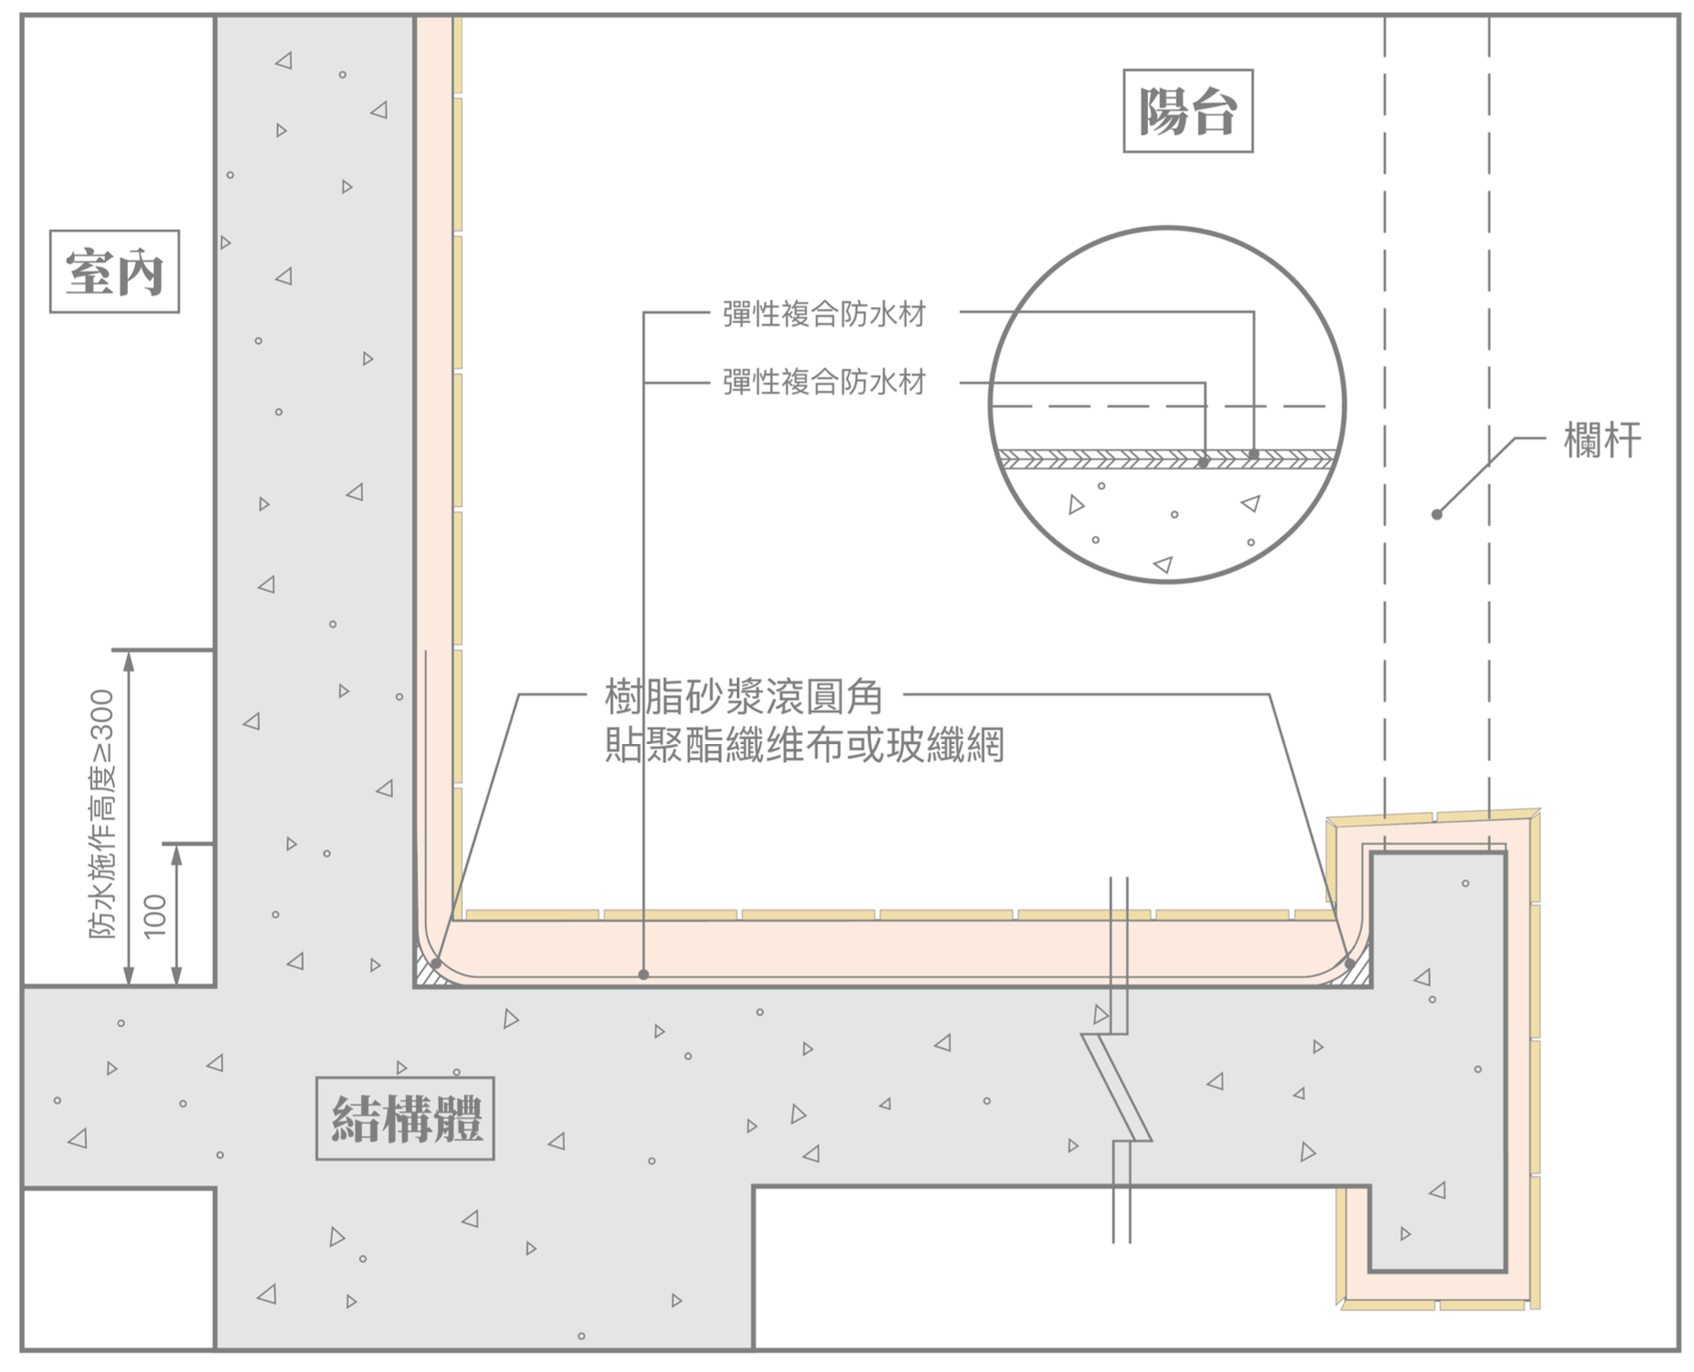 陽台
室內
彈性複合防水材
彈性複合防水材
欄杆
樹脂砂漿滾圓角
貼聚酯纖维布或玻纖網
防水施作高度≥300
100
結構體